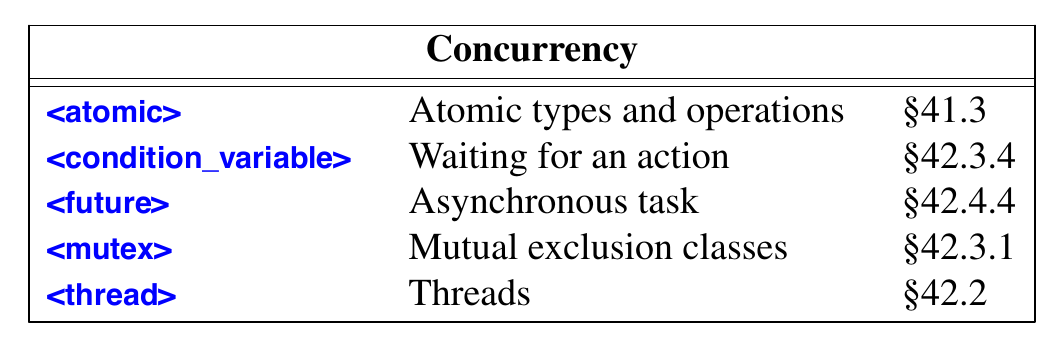 Concurrency
<atomic> Atomic types and operations §41.3
<condition_variable> Waiting for an action §42.3.4
<future> Asynchronous task §42.4.4
<mutex> Mutual exclusion classes §42.3.1
<thread> Threads §42.2